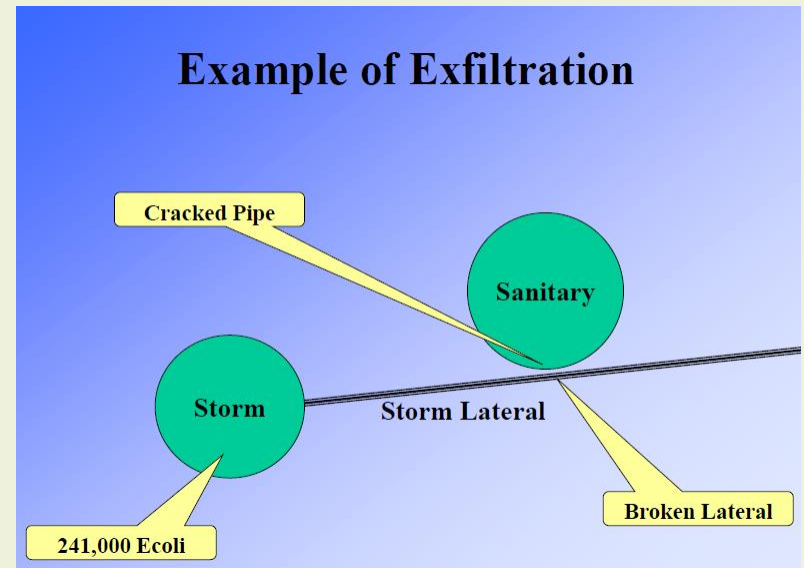 Example of Exfiltration
Cracked Pipe
Sanitary
Storm
Storm Lateral
Broken Lateral
241,000 Ecoli